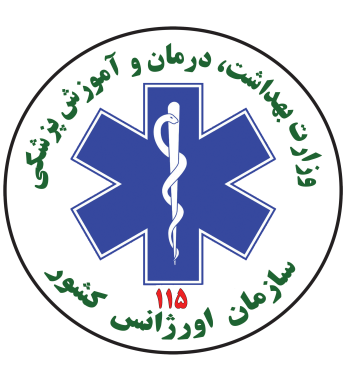 وزارت بهداشت، درمان و آموزش پزشکی
۱۱۵
سازمان اورژانس کشور